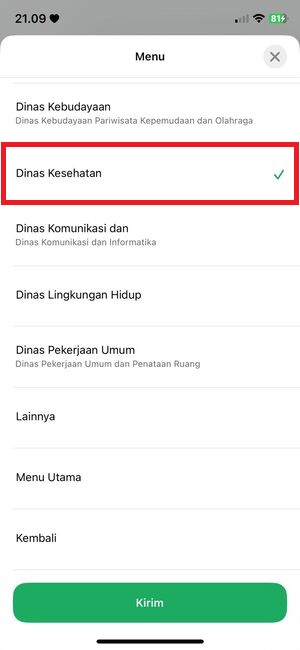 21.09
81
Menu
Dinas Kebudayaan
Dinas Kebudayaan Pariwisata Kepemudaan dan Olahraga
Dinas Kesehatan
Dinas Komunikasi dan
Dinas Komunikasi dan Informatika
Dinas Lingkungan Hidup
Dinas Pekerjaan Umum
Dinas Pekerjaan Umum dan Penataan Ruang
Lainnya
Menu Utama
Kembali
Kirim